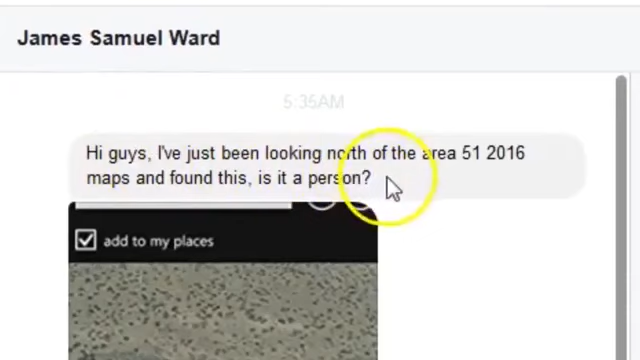 James Samuel Ward
5:35AM
Hi guys, I've just been looking north of the area 51 2016
maps and found this, is it a person?
add to my places